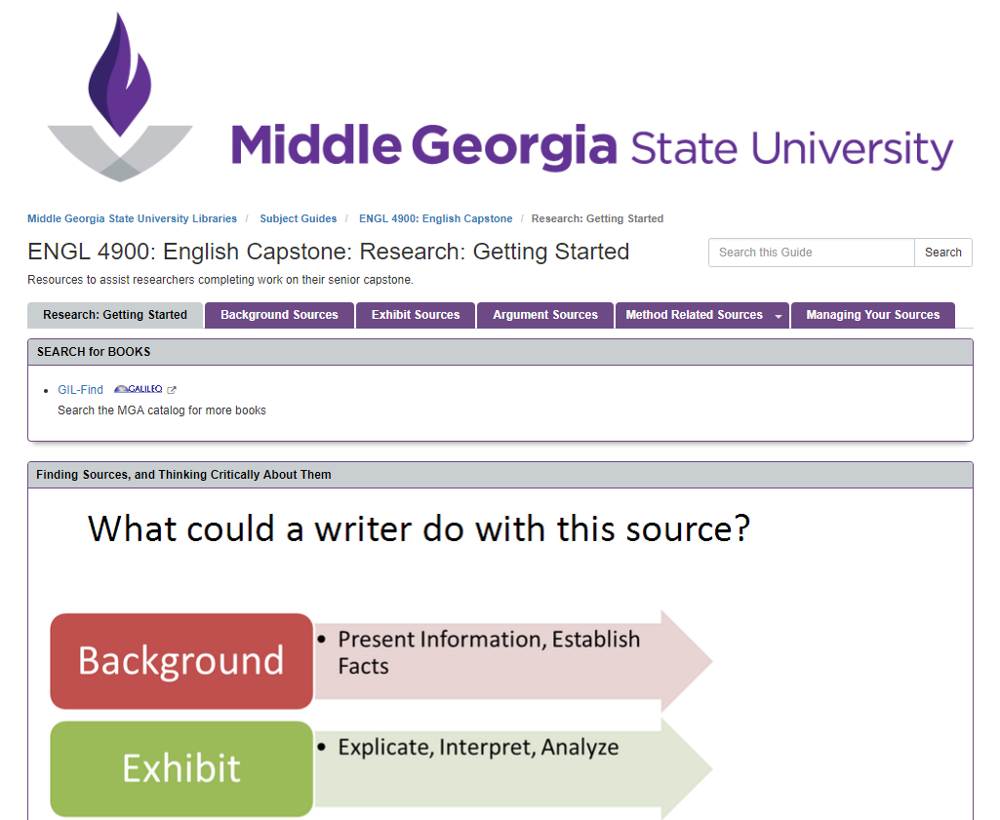 Middle Georgia State University
Middle Georgia State University Libraries / Subject Guides / ENGL 4900: English Capstone / Research: Getting Started
ENGL 4900: English Capstone: Research: Getting Started
Search this Guide Search
Resources to assist researchers completing work on their senior capstone.
Research: Getting Started Background Sources Exhibit Sources Argument Sources Method Related Sources Managing Your Sources
SEARCH for BOOKS
• GIL-Find GALILEO
Search the MGA catalog for more books
Finding Sources, and Thinking Critically About Them
What could a writer do with this source?
Background
• Present Information, Establish
Facts
Exhibit
• Explicate, Interpret, Analyze